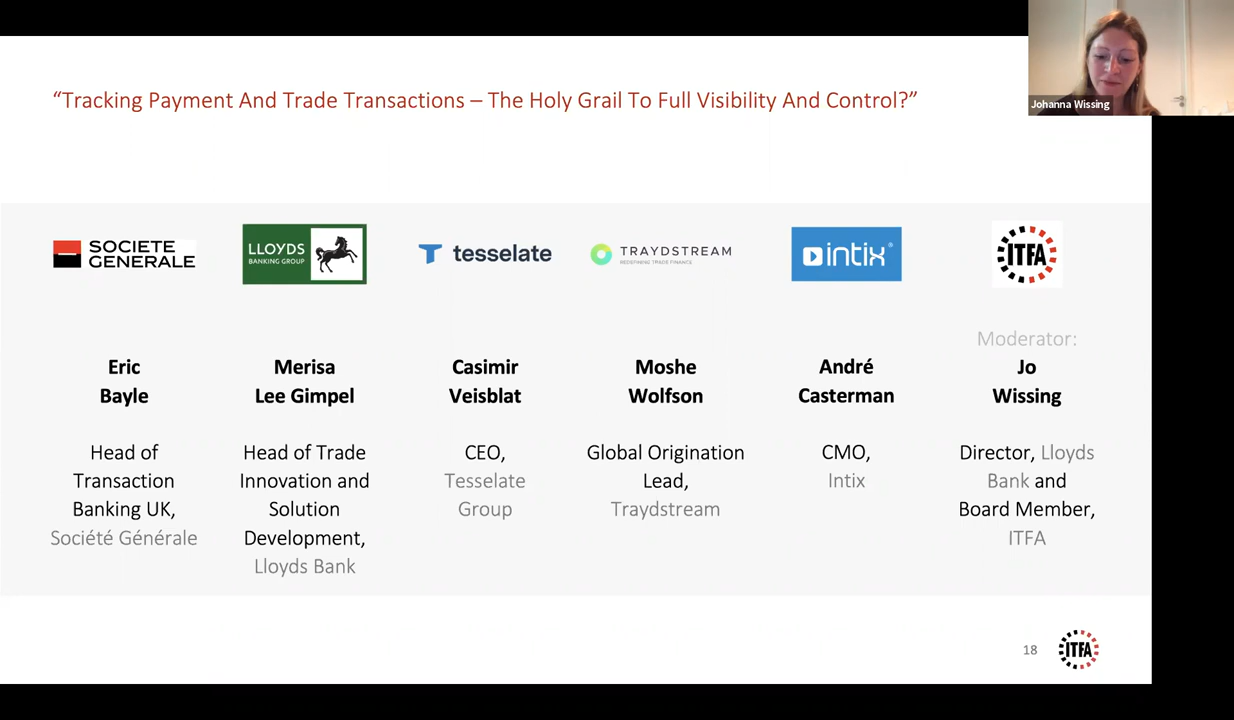 Johanna Wissing
“Tracking Payment And Trade Transactions – The Holy Grail To Full Visibility And Control?”
SOCIETE
GENERALE
LLOYDS
BANKING GROUP
tesselate
TRAYDSTREAM
REDEFINING TRADE FINANCE
intix®
ITFA
Eric
Bayle
Head of
Transaction
Banking UK,
Société Générale
Merisa
Lee Gimpel
Head of Trade
Innovation and
Solution
Development,
Lloyds Bank
Casimir
Veisblat
CEO,
Tesselate
Group
Moshe
Wolfson
Global Origination
Lead,
Traydstream
André
Casterman
CMO,
Intix
Moderator:
Jo
Wissing
Director, Lloyds
Bank and
Board Member,
ITFA
18
ITFA